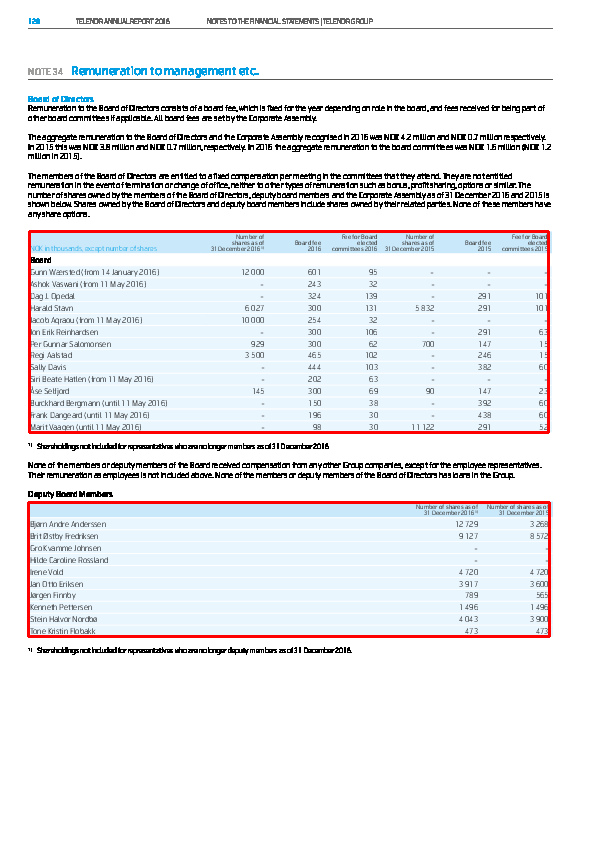 128 TELENOR ANNUAL REPORT 2016 NOTES TO THE FINANCIAL STATEMENTS | TELENOR GROUP
NOTE 34 Remuneration to management etc.
Board of Directors
Remuneration to the Board of Directors consists of a board fee, which is fixed for the year depending on role in the board, and fees received for being part of
other board committees if applicable. All board fees are set by the Corporate Assembly.
The aggregate remuneration to the Board of Directors and the Corporate Assembly recognised in 2016 was NOK 4.2 million and NOK 0.7 million respectively.
In 2015 this was NOK 3.8 million and NOK 0.7 million, respectively. In 2016 the aggregate remuneration to the board committees was NOK 1.6 million (NOK 1.2
million in 2015).
The members of the Board of Directors are entitled to a fixed compensation per meeting in the committees that they attend. They are not entitled
remuneration in the event of termination or change of office, neither to other types of remuneration such as bonus, profit sharing, options or similar. The
number of shares owned by the members of the Board of Directors, deputy board members and the Corporate Assembly as of 31 December 2016 and 2015 is
shown below. Shares owned by the Board of Directors and deputy board members include shares owned by their related parties. None of these members have
any share options.
Number of Fee for Board Number of Fee for Board
shares as of Board fee elected shares as of Board fee elected
NOK in thousands, except number of shares 31 December 2016 1) 2016 committees 2016 31 December 2015 2015 committees 2015
Board
Gunn Wærsted (from 14 January 2016) 12 000 601 95 – – –
Ashok Vaswani (from 11 May 2016) – 243 32 – – –
Dag J. Opedal – 324 139 – 291 101
Harald Stavn 6 027 300 131 5 832 291 101
Jacob Aqraou (from 11 May 2016) 10 000 254 32 – – –
Jon Erik Reinhardsen – 300 106 – 291 63
Per Gunnar Salomonsen 929 300 62 700 147 15
Regi Aalstad 3 500 465 102 – 246 15
Sally Davis – 444 103 – 382 60
Siri Beate Hatlen (from 11 May 2016) – 202 63 – – –
Åse Selfjord 145 300 69 90 147 23
Burckhard Bergmann (until 11 May 2016) – 150 38 – 392 60
Frank Dangeard (until 11 May 2016) – 196 30 – 438 60
Marit Vaagen (until 11 May 2016) – 98 30 11 122 291 52
1) Shareholdings not included for representatives who are no longer members as of 31 December 2016
None of the members or deputy members of the Board received compensation from any other Group companies, except for the employee representatives.
Their remuneration as employees is not included above. None of the members or deputy members of the Board of Directors has loans in the Group.
Deputy Board Members
Number of shares as of Number of shares as of
31 December 2016 1) 31 December 2015
Bjørn Andre Anderssen 12 729 3 268
Brit Østby Fredriksen 9 127 8 572
Gro Kvamme Johnsen – –
Hilde Caroline Rossland – –
Irene Vold 4 720 4 720
Jan Otto Eriksen 3 917 3 600
Jørgen Finnby 789 565
Kenneth Pettersen 1 496 1 496
Stein Halvor Nordbø 4 043 3 900
Tone Kristin Flobakk 473 473
1) Shareholdings not included for representatives who are no longer deputy members as of 31 December 2016.